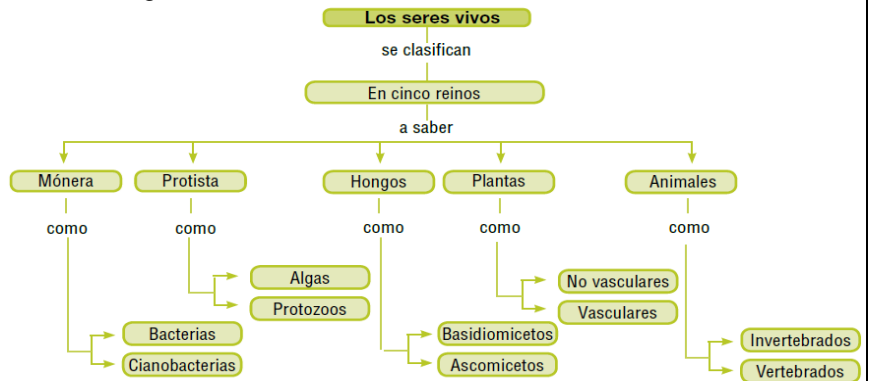 Los seres vivos
se clasifican
En cinco reinos
a saber
Mónera Protista Hongos Plantas Animales
como como como como como
Algas No vasculares
Protozoos Vasculares
Bacterias Basidiomicetos Invertebrados
Cianobacterias Ascomicetos Vertebrados